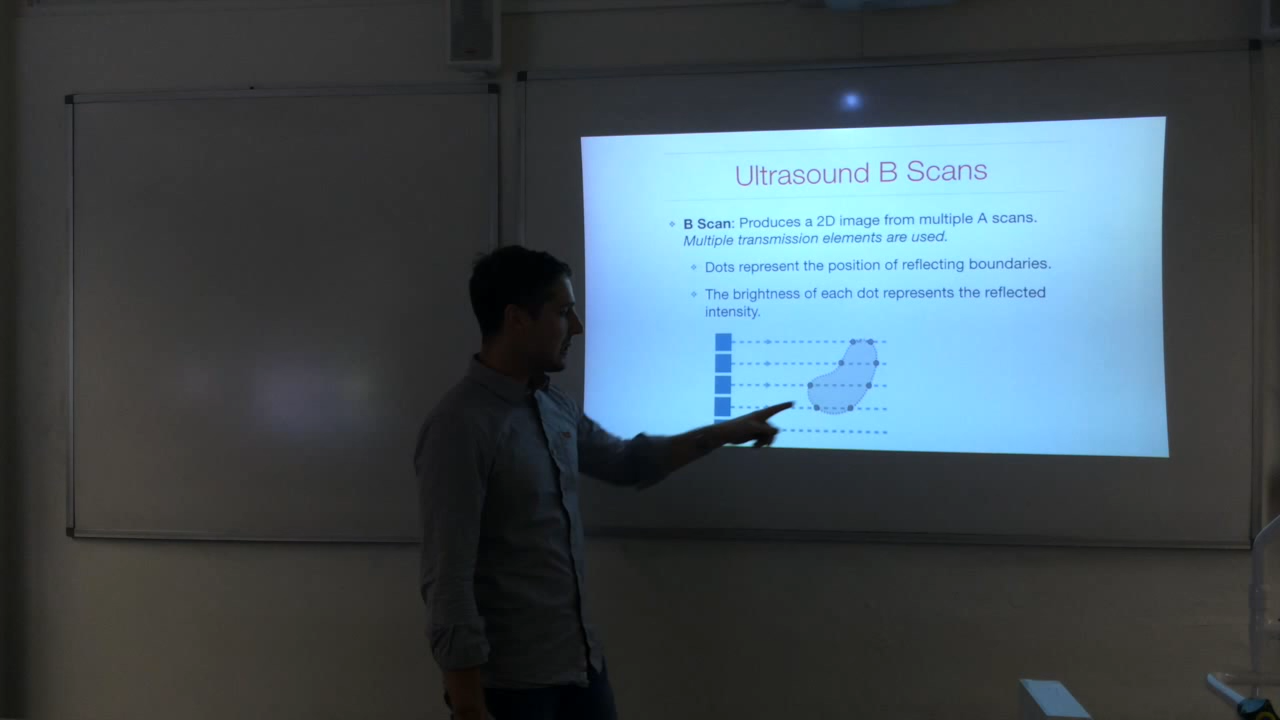 Ultrasound B Scans
B Scan: Produces a 2D image from multiple A scans.
Multiple transmission elements are used.
Dots represent the position of reflecting boundaries.
The brightness of each dot represents the reflected
intensity.